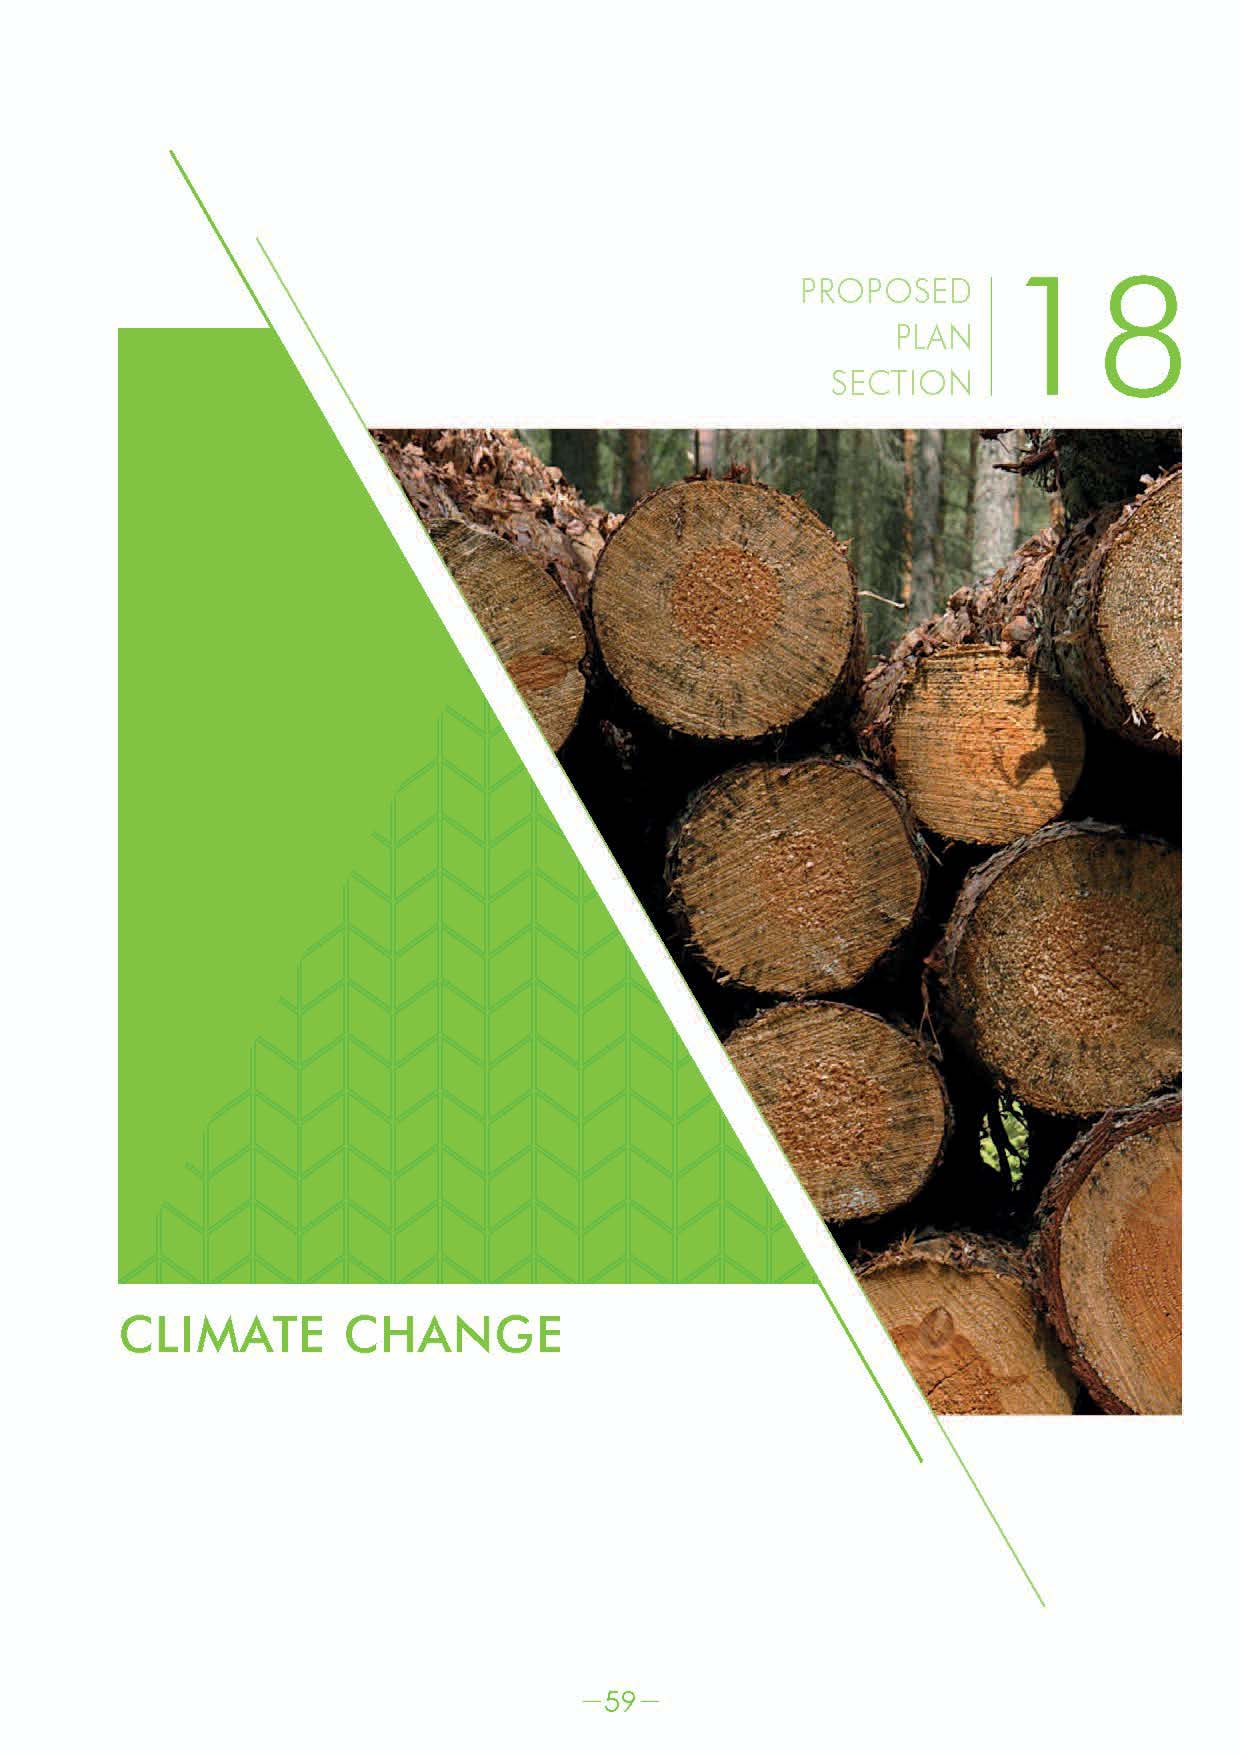 PROPOSED
PLAN
SECTION
18
CLIMATE CHANGE
—59—